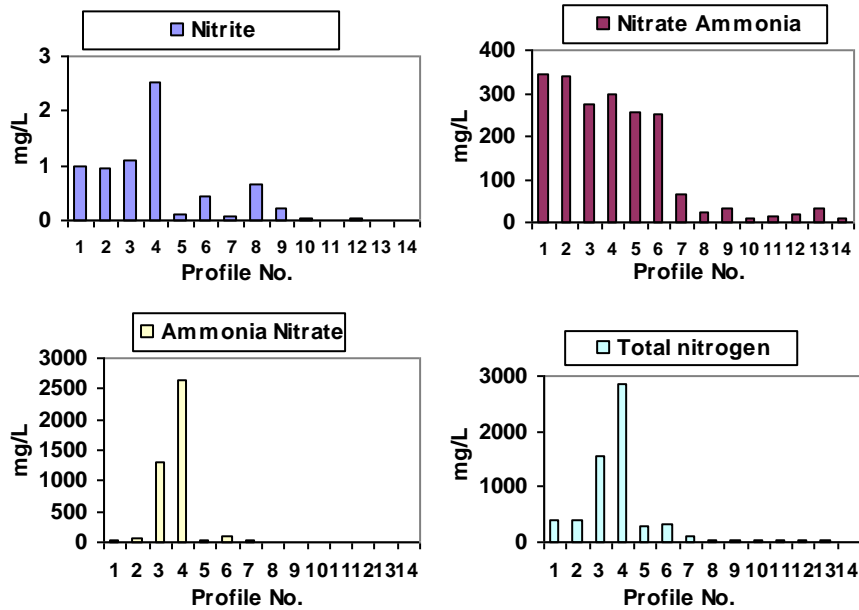 Nitrite
3
2
1
0
mg/L
1 2 3 4 5 6 7 8 9 10 11 12 13 14
Profile No.
Nitrate Ammonia
400
300
200
100
0
mg/L
1 2 3 4 5 6 7 8 9 10 11 12 13 14
Profile No.
Ammonia Nitrate
3000
2500
2000
1500
1000
500
0
mg/L
1 2 3 4 5 6 7 8 9 1011121314
Profile No.
Total nitrogen
3000
2000
1000
0
mg/L
1 2 3 4 5 6 7 8 9 1011121314
Profile No.